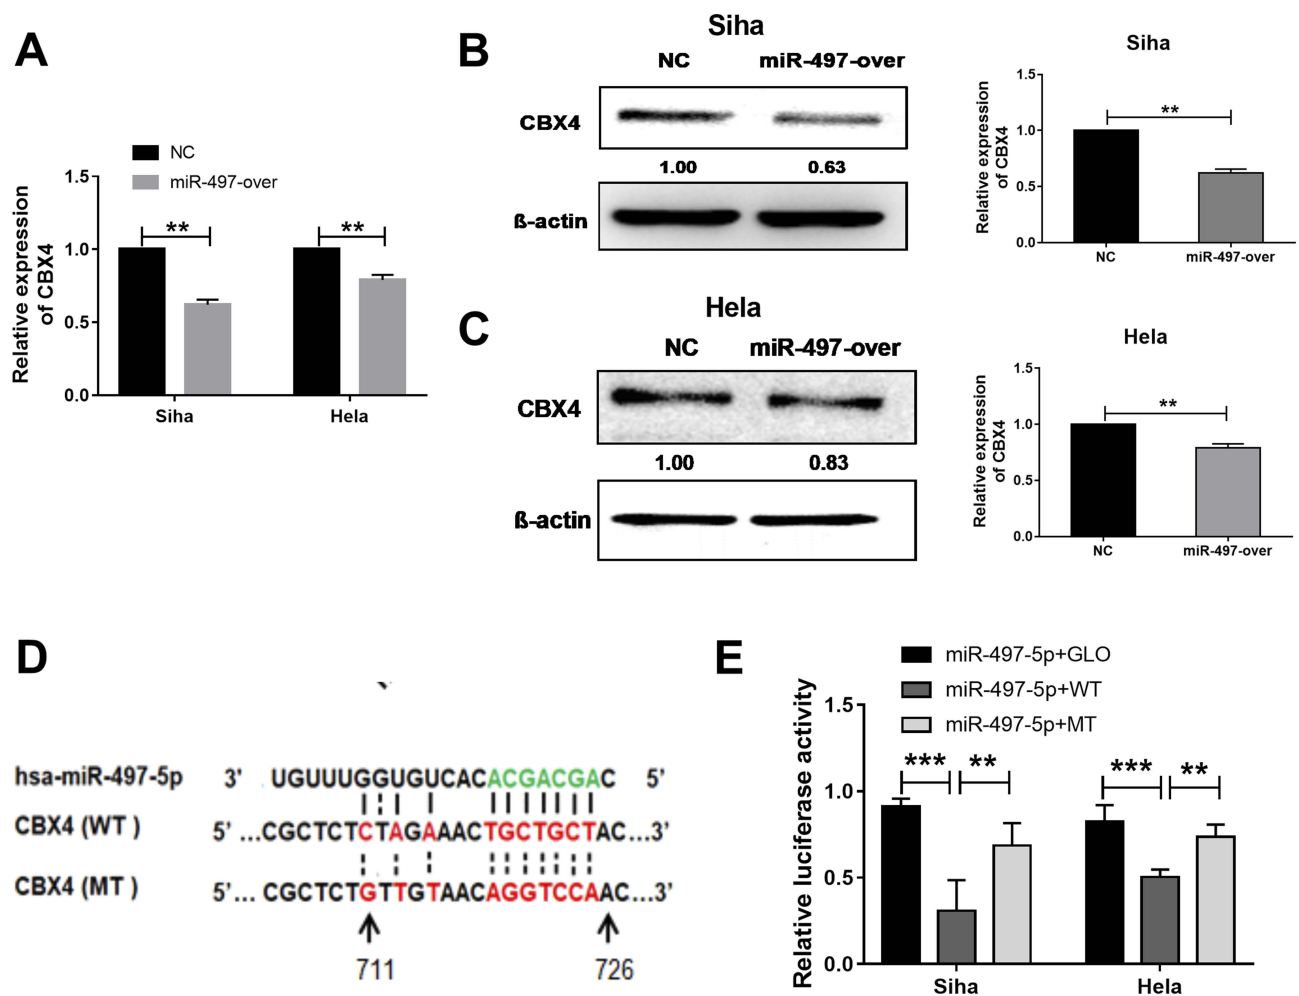 A
NC
miR-497-over
Relative expression
of CBX4
1.5
1.0
0.5
0.0
**
**
Siha
Hela
B
Siha
NC
miR-497-over
CBX4
1.00
0.63
ß-actin
Siha
Relative expression
of CBX4
1.5
1.0
0.5
0.0
**
NC
miR-497-over
C
Hela
NC
miR-497-over
CBX4
1.00
0.83
ß-actin
Hela
Relative expression
of CBX4
1.5
1.0
0.5
0.0
**
NC
miR-497-over
D
hsa-miR-497-5p 3' UGUUUGGUGUCACACGACGAC 5'
CBX4 (WT ) 5' ...CGCTCTCTAGAAACTGCTGCTAC...3'
CBX4 (MT ) 5'... CGCTCTGTTGTAACAGGTCCAAC...3'
711
726
E
miR-497-5p+GLO
miR-497-5p+WT
miR-497-5p+MT
Relative luciferase activity
1.5
1.0
0.5
0.0
***
**
***
**
Siha
Hela